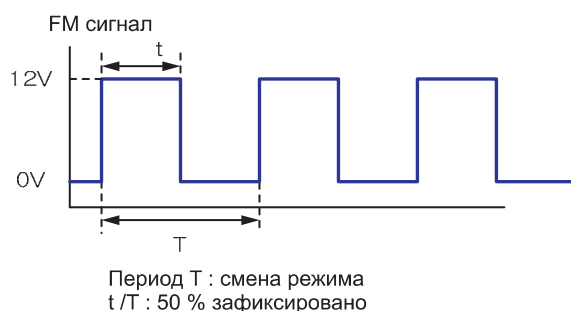 FM сигнал
t
12V
0V
T
Период T : смена режима
t /T : 50 % зафиксировано